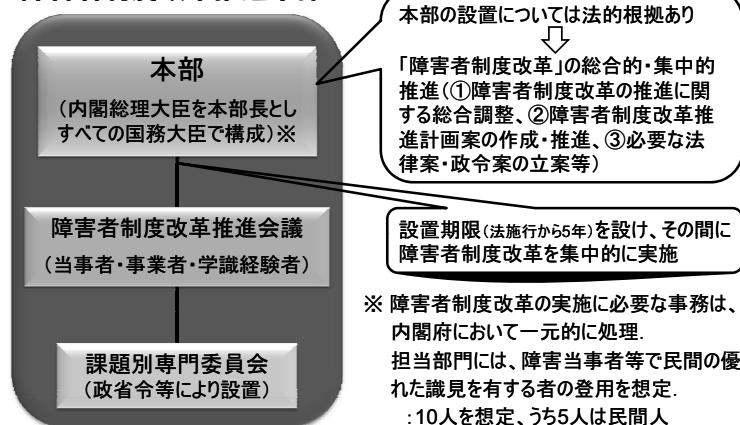 本部
(内閣総理大臣を本部長とし
すべての国務大臣で構成)※
障害者制度改革推進会議
(当事者・事業者・学識経験者)
課題別専門委員会
(政省令等により設置)
本部の設置については法的根拠あり
「障害者制度改革」の総合的・集中的
推進(①障害者制度改革の推進に関
する総合調整、②障害者制度改革推
進計画案の作成・推進、③必要な法
律案・政令案の立案等)
設置期限(法施行から5年)を設け、その間に
障害者制度改革を集中的に実施
※ 障害者制度改革の実施に必要な事務は、
内閣府において一元的に処理.
担当部門には、障害当事者等で民間の優
れた識見を有する者の登用を想定.
:10人を想定、うち5人は民間人